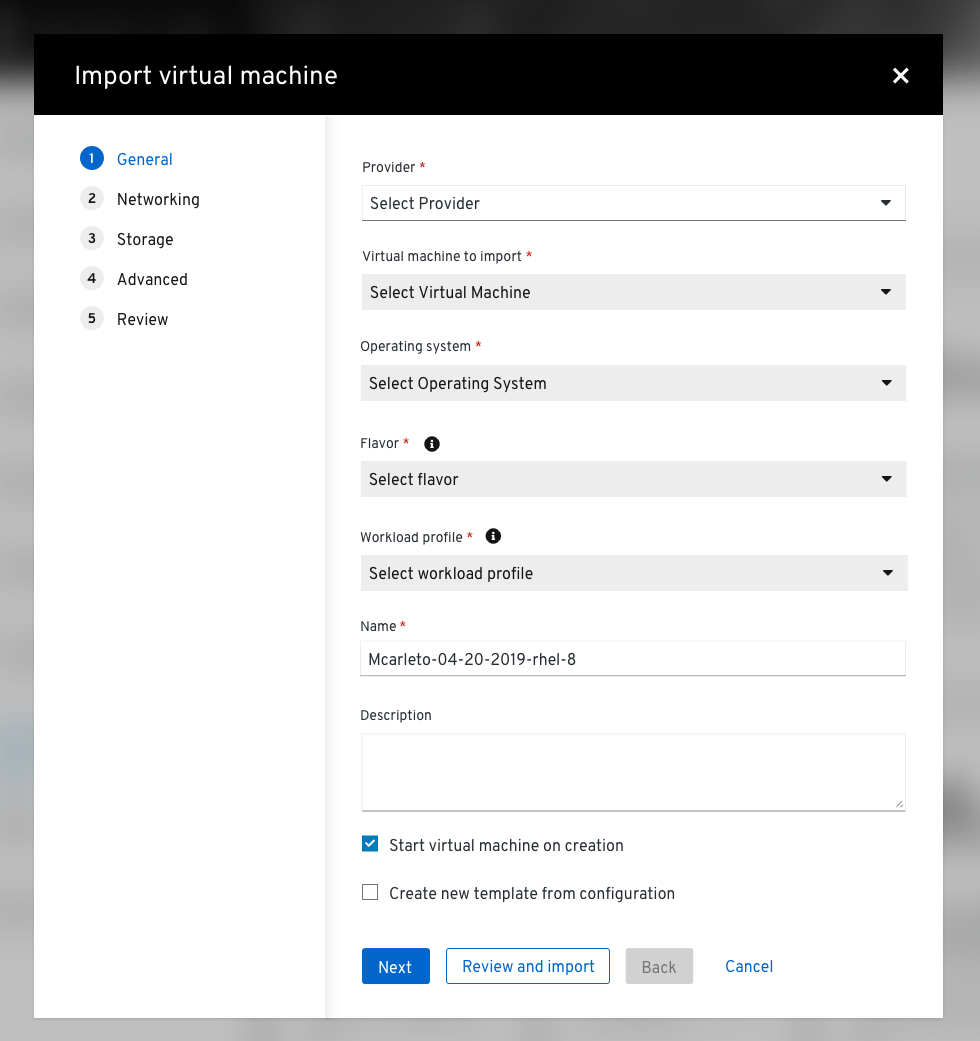 Import virtual machine
1 General
2 Networking
3 Storage
4 Advanced
5 Review
Provider *
Select Provider
Virtual machine to import *
Select Virtual Machine
Operating system *
Select Operating System
Flavor *
Select flavor
Workload profile *
Select workload profile
Name *
Mcarleto-04-20-2019-rhel-8
Description
Start virtual machine on creation
Create new template from configuration
Next Review and import Back Cancel